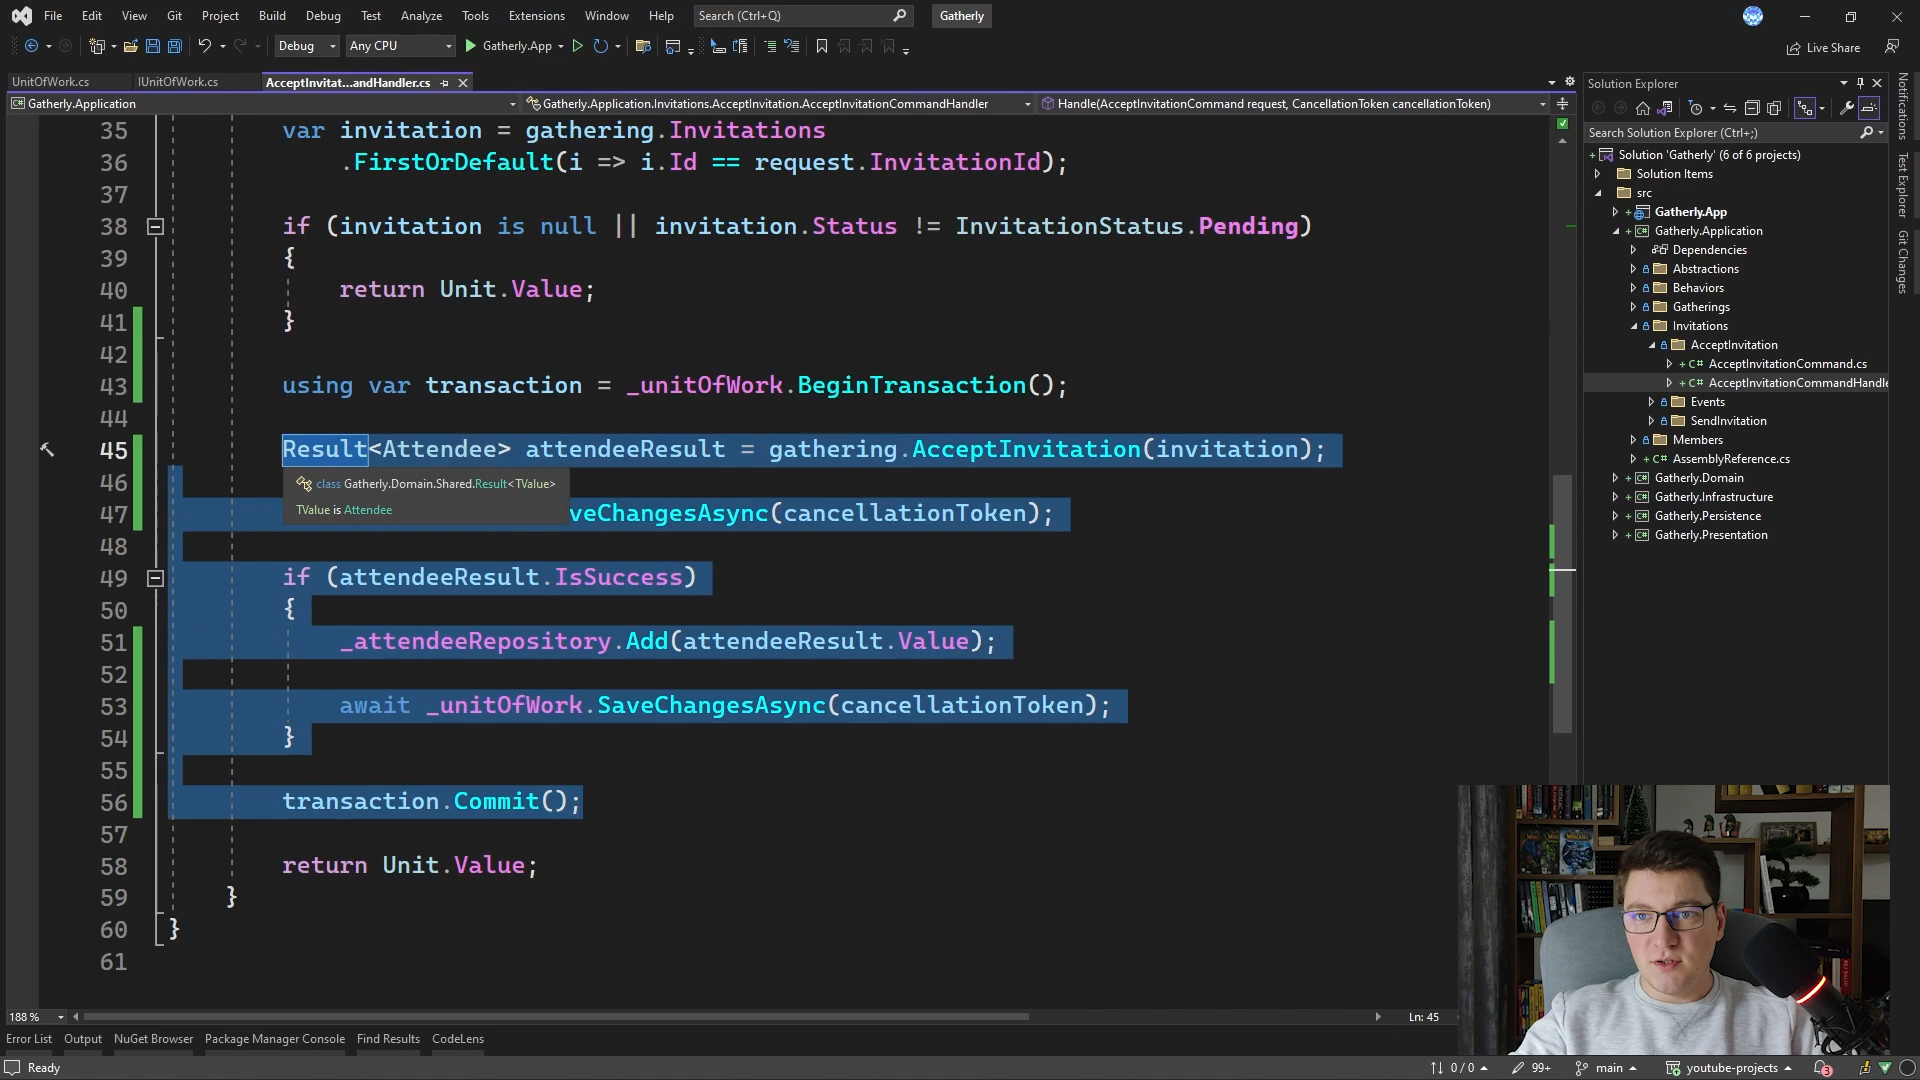 File Edit View Git Project Build Debug Test Analyze Tools Extensions Window Help Search (Ctrl+Q) Gatherly
Debug Any CPU Gatherly.App Live Share
UnitOfWork.cs IUnitOfWork.cs AcceptInvitat...andHandler.cs
Gatherly.Application Gatherly.Application.Invitations.AcceptInvitation.AcceptInvitationCommandHandler Handle(AcceptInvitationCommand request, CancellationToken cancellationToken)
35 var invitation = gathering.Invitations
36 .FirstOrDefault(i => i.Id == request.InvitationId);
37
38 if (invitation is null || invitation.Status != InvitationStatus.Pending)
39 {
40 return Unit.Value;
41 }
42
43 using var transaction = _unitOfWork.BeginTransaction();
44
45 Result<Attendee> attendeeResult = gathering.AcceptInvitation(invitation);
46
class Gatherly.Domain.Shared.Result<TValue>
TValue is Attendee
47 veChangesAsync(cancellationToken);
48
49 if (attendeeResult.IsSuccess)
50 {
51 _attendeeRepository.Add(attendeeResult.Value);
52
53 await _unitOfWork.SaveChangesAsync(cancellationToken);
54 }
55
56 transaction.Commit();
57
58 return Unit.Value;
59 }
60 }
61
188 % Ln: 45
Error List Output NuGet Browser Package Manager Console Find Results CodeLens
Ready 0 / 0 99+ main youtube-projects 3
Solution Explorer
Search Solution Explorer (Ctrl+;)
Solution 'Gatherly' (6 of 6 projects)
Solution Items
src
Gatherly.App
Gatherly.Application
Dependencies
Abstractions
Behaviors
Gatherings
Invitations
AcceptInvitation
C# AcceptInvitationCommand.cs
C# AcceptInvitationCommandHandle
Events
SendInvitation
Members
C# AssemblyReference.cs
Gatherly.Domain
Gatherly.Infrastructure
Gatherly.Persistence
Gatherly.Presentation
Notifications
Test Explorer
Git Changes